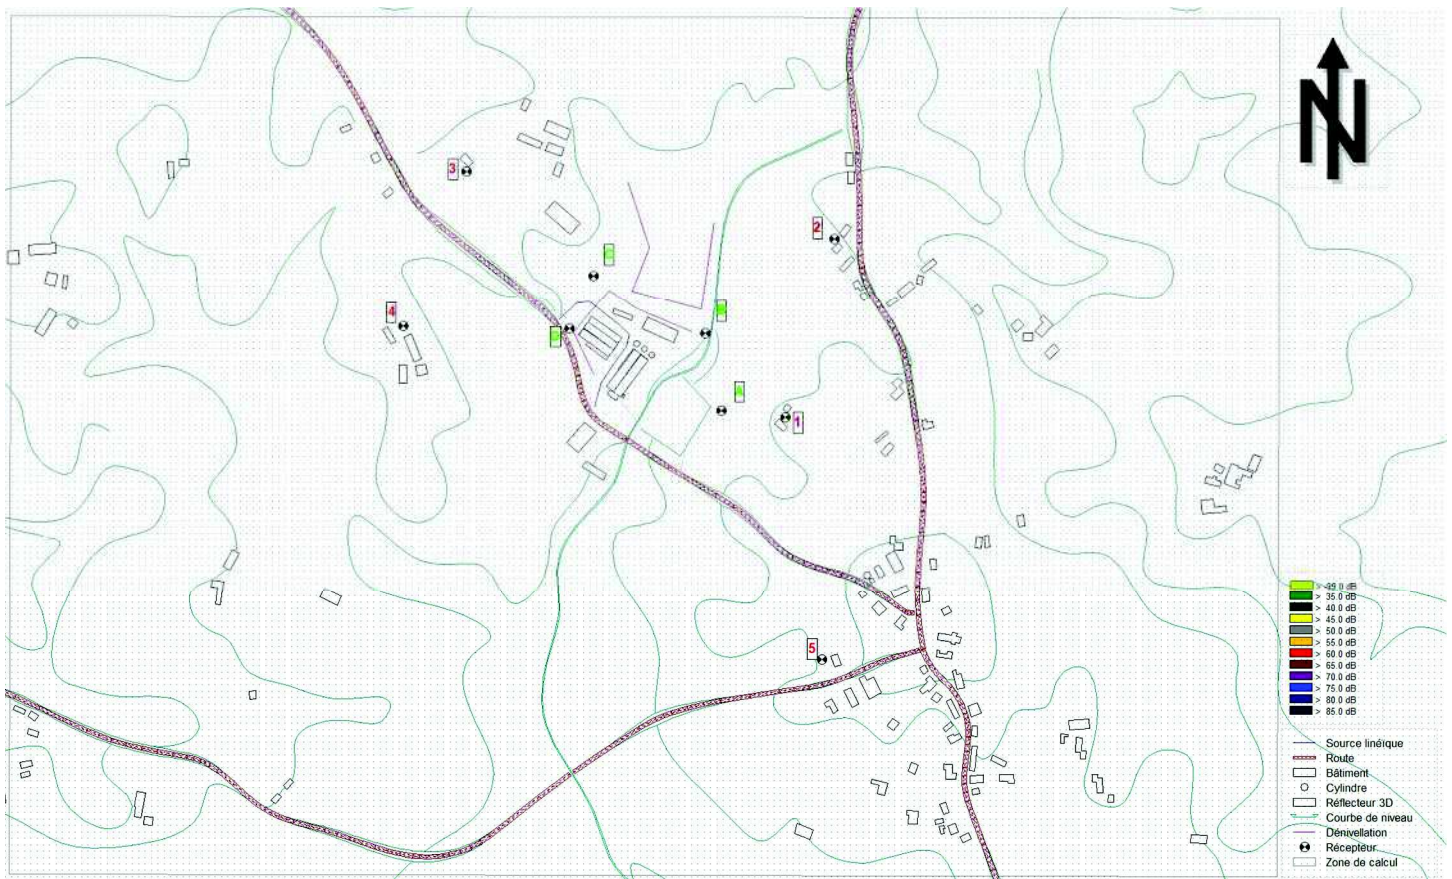 N
3
2
4
A
1
5
> -99.0 dB
> 35.0 dB
> 40.0 dB
> 45.0 dB
> 50.0 dB
> 55.0 dB
> 60.0 dB
> 65.0 dB
> 70.0 dB
> 75.0 dB
> 80.0 dB
> 85.0 dB
Source linéique
Route
Bâtiment
Cylindre
Réflecteur 3D
Courbe de niveau
Dénivellation
Récepteur
Zone de calcul